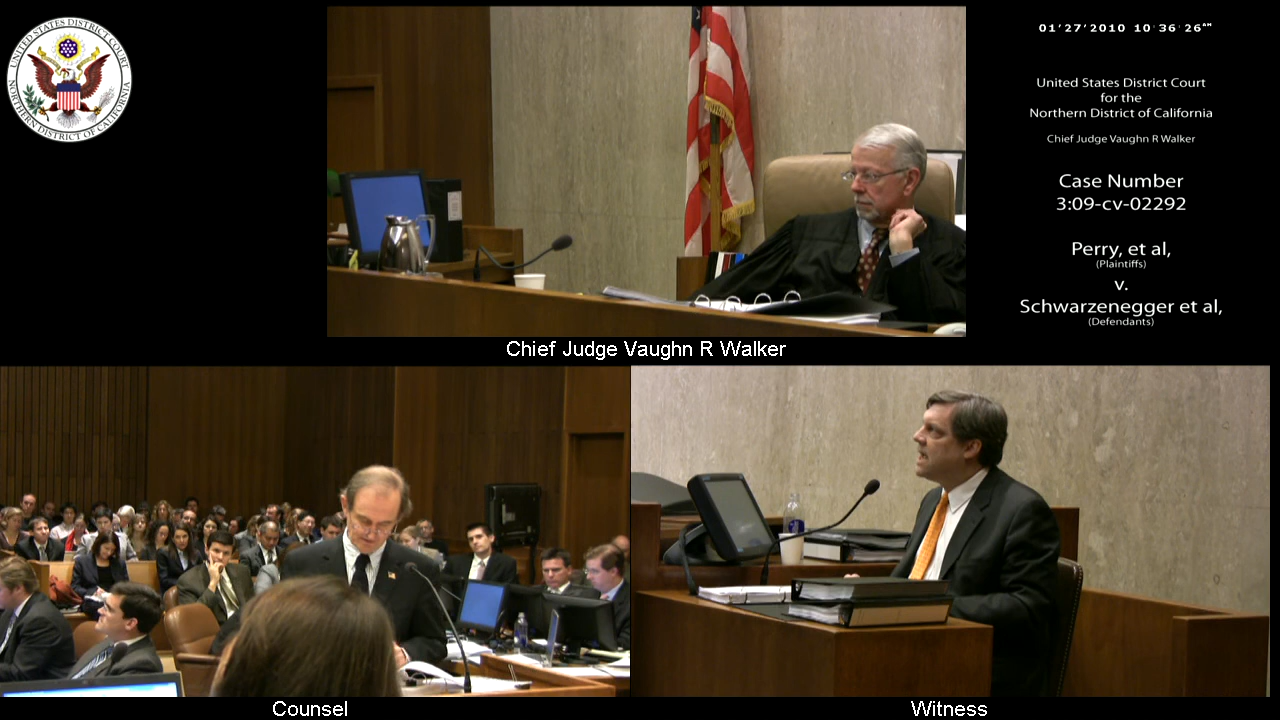 UNITED STATES DISTRICT COURT
NORTHERN DISTRICT OF CALIFORNIA
01'27'2010 10:36:26AM
United States District Court
for the
Northern District of California
Chief Judge Vaughn R Walker
Case Number
3:09-cv-02292
Perry, et al,
(Plaintiffs)
v.
Schwarzenegger et al,
(Defendants)
Chief Judge Vaughn R Walker
Counsel
Witness